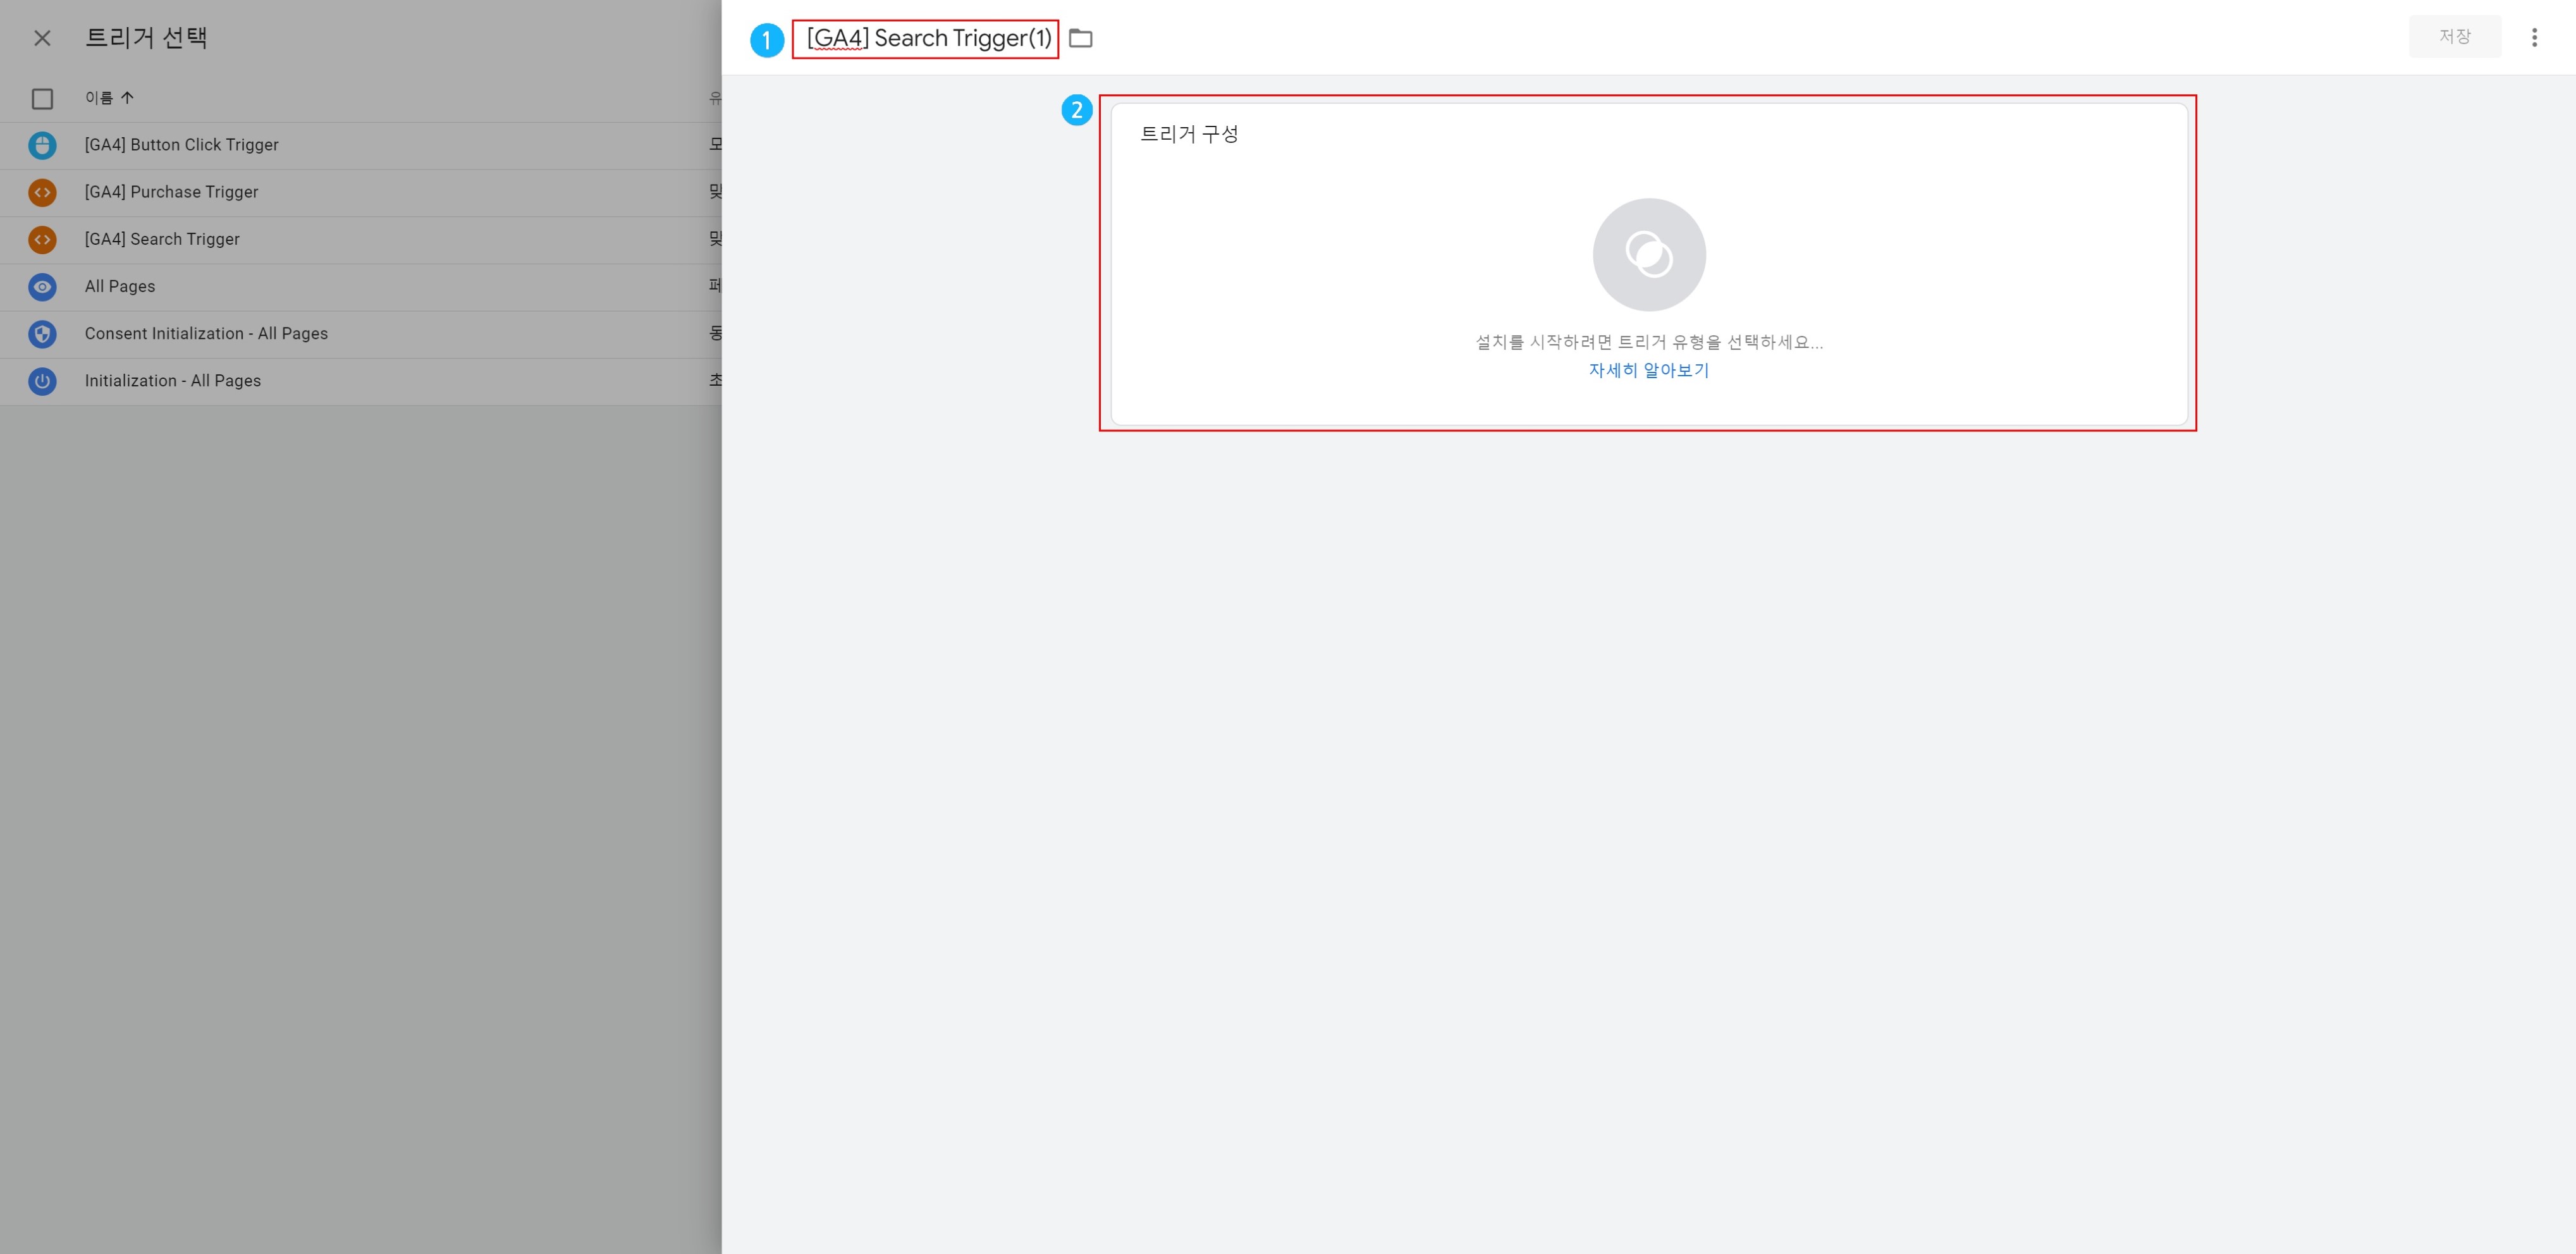 트리거 선택
이름
유
[GA4] Button Click Trigger
모
[GA4] Purchase Trigger
맞
[GA4] Search Trigger
맞
All Pages
페
Consent Initialization - All Pages
동
Initialization - All Pages
초
1
[GA4] Search Trigger(1)
저장
2
트리거 구성
설치를 시작하려면 트리거 유형을 선택하세요...
자세히 알아보기